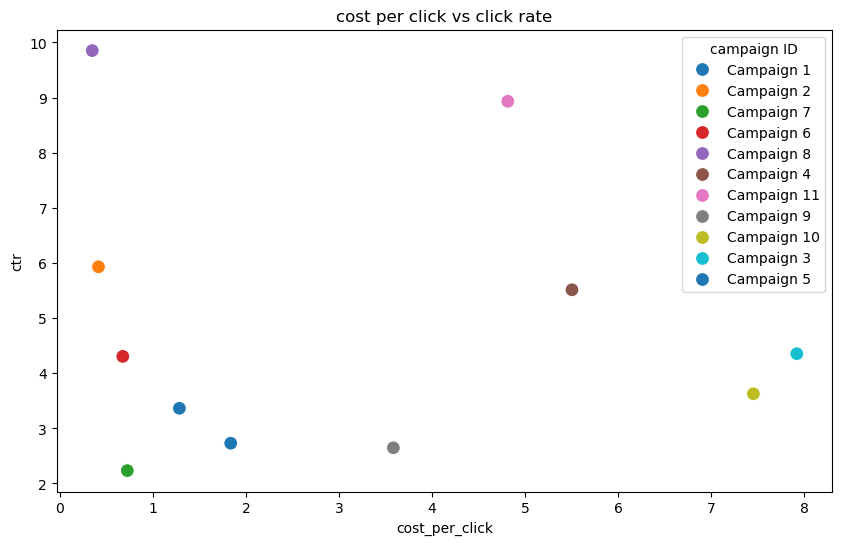 cost per click vs click rate
10
9
8
7
6
5
4
3
2
ctr
campaign ID
Campaign 1
Campaign 2
Campaign 7
Campaign 6
Campaign 8
Campaign 4
Campaign 11
Campaign 9
Campaign 10
Campaign 3
Campaign 5
0 1 2 3 4 5 6 7 8
cost_per_click